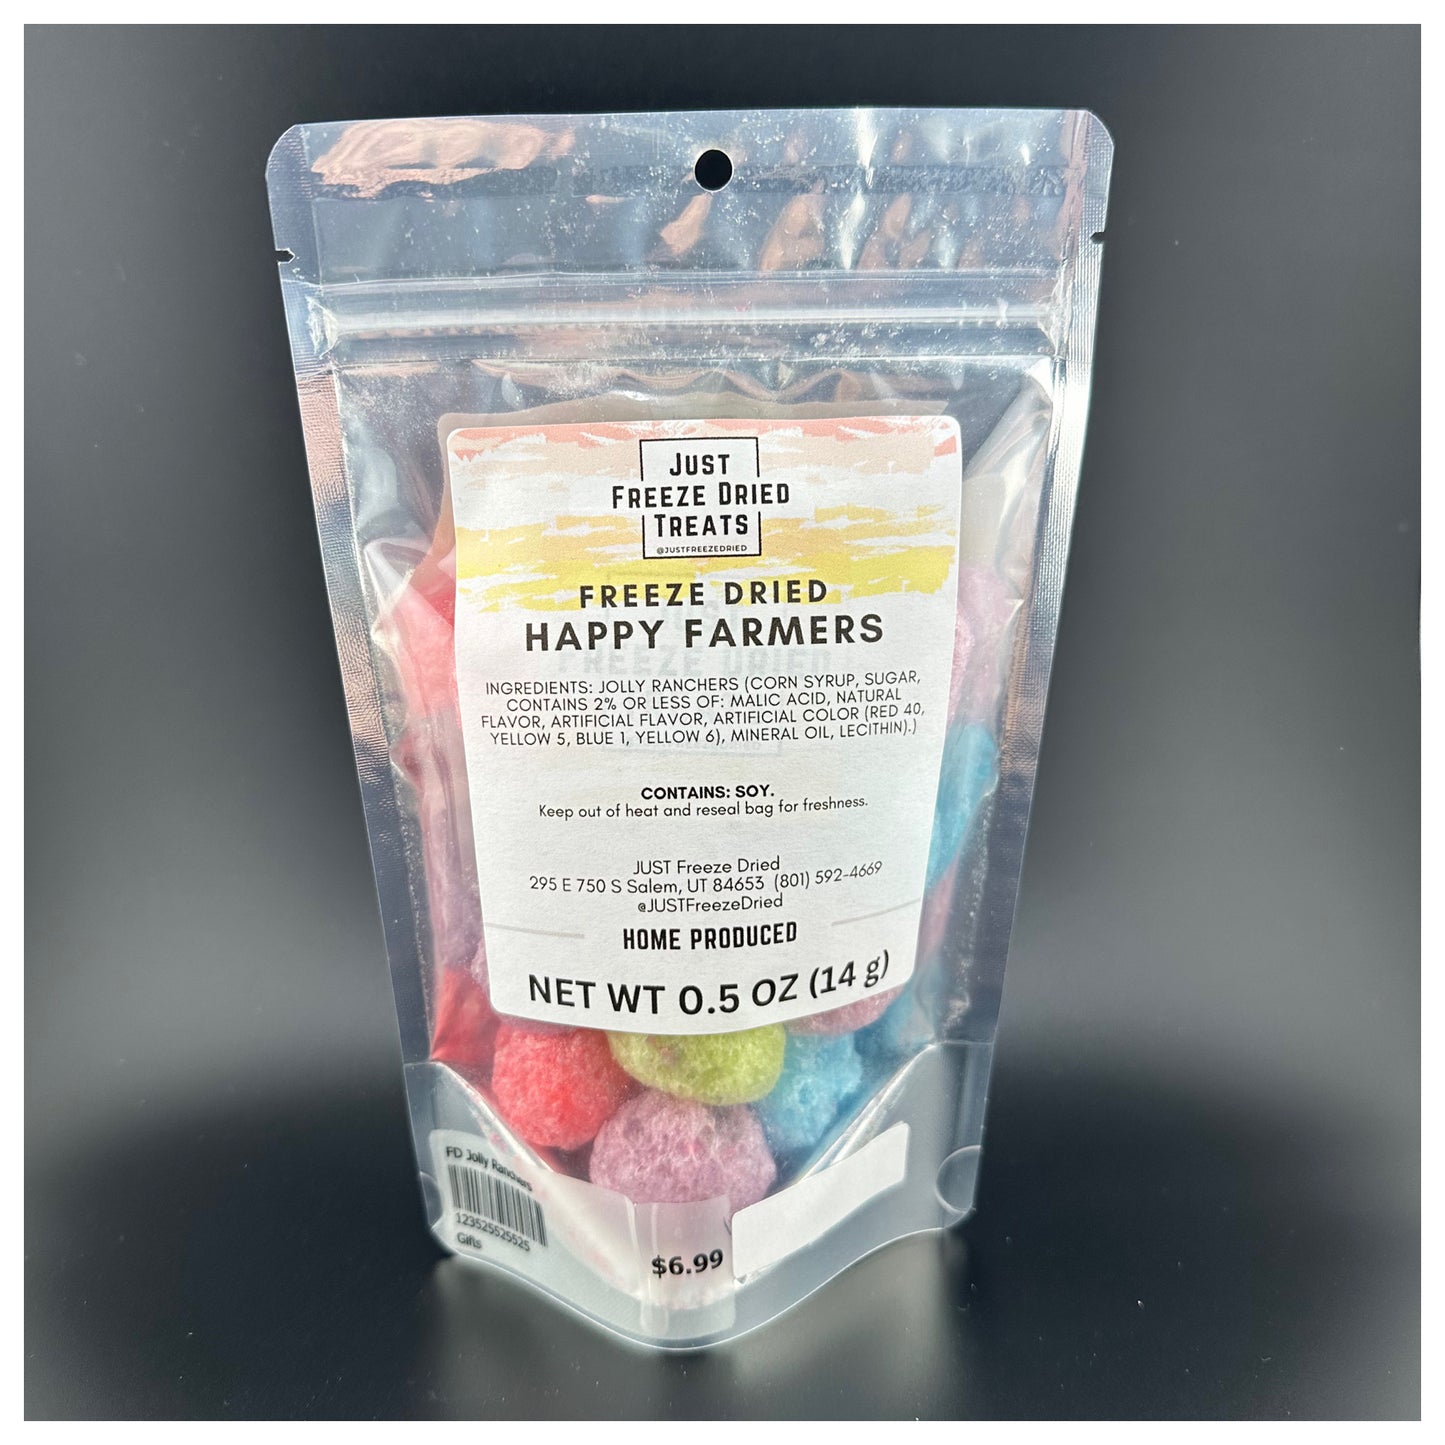 JUST
FREEZE DRIED
TREATS
@JUSTFREEZEDRIED
FREEZE DRIED
HAPPY FARMERS
INGREDIENTS: JOLLY RANCHERS (CORN SYRUP, SUGAR,
CONTAINS 2% OR LESS OF: MALIC ACID, NATURAL
FLAVOR, ARTIFICIAL FLAVOR, ARTIFICIAL COLOR (RED 40,
YELLOW 5, BLUE 1, YELLOW 6), MINERAL OIL, LECITHIN).)
CONTAINS: SOY.
Keep out of heat and reseal bag for freshness.
JUST Freeze Dried
295 E 750 S Salem, UT 84653 (801) 592-4669
@JUSTFreezeDried
HOME PRODUCED
NET WT 0.5 OZ (14 g)
FD Jolly Ranchers
123525525525
Gifts
$6.99